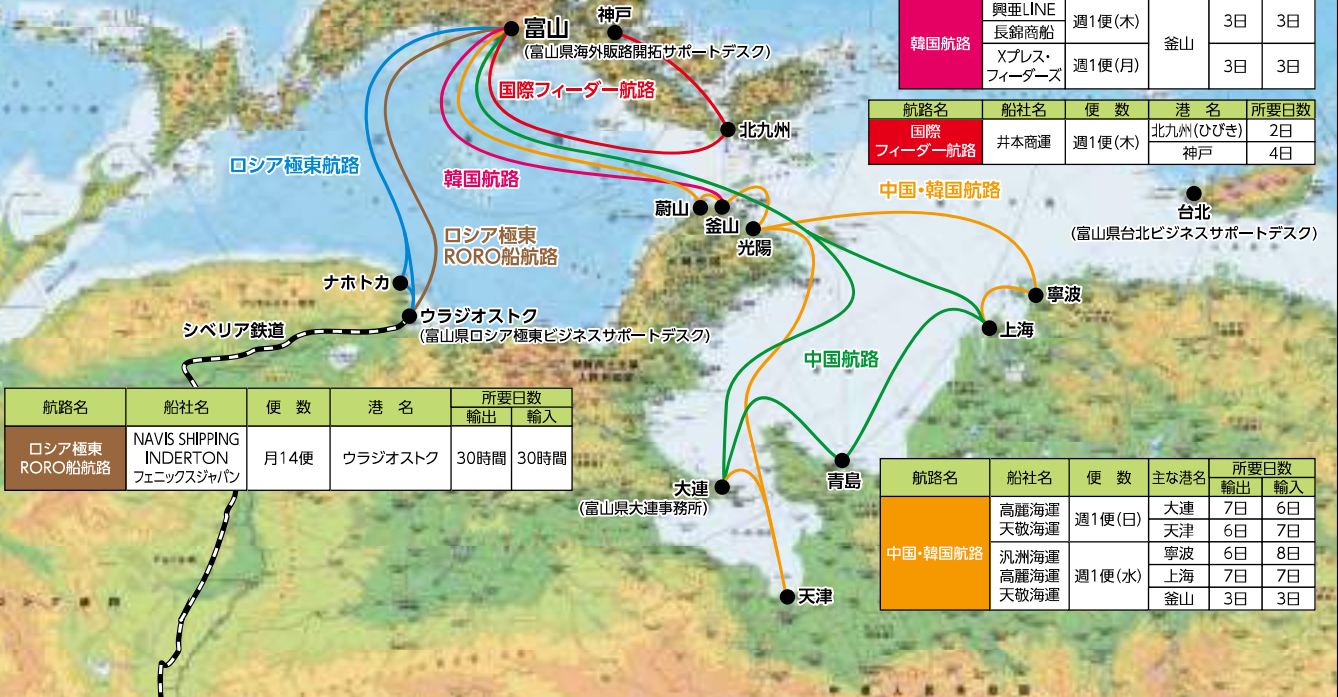 富山
(富山県海外販路開拓サポートデスク)
神戸
国際フィーダー航路
北九州
ロシア極東航路
韓国航路
ロシア極東
RORO船航路
蔚山
釜山
光陽
中国・韓国航路
台北
(富山県台北ビジネスサポートデスク)
ナホトカ
ウラジオストク
(富山県ロシア極東ビジネスサポートデスク)
シベリア鉄道
寧波
上海
中国航路
青島
大連
(富山県大連事務所)
天津
韓国航路
興亜LINE
長錦商船
週1便(木)
釜山
3日 3日
Xプレス・
フィーダーズ
週1便(月)
3日 3日
航路名 船社名 便 数 港 名 所要日数
国際
フィーダー航路
井本商運 週1便(木)
北九州(ひびき) 2日
神戸 4日
航路名 船社名 便 数 港 名 所要日数
輸出 輸入
ロシア極東
RORO船航路
NAVIS SHIPPING
INDERTON
フェニックスジャパン
月14便 ウラジオストク 30時間 30時間
航路名 船社名 便 数 主な港名 所要日数
輸出 輸入
中国・韓国航路
高麗海運
天敬海運
週1便(日)
大連 7日 6日
天津 6日 7日
汎洲海運
高麗海運
天敬海運
週1便(水)
寧波 6日 8日
上海 7日 7日
釜山 3日 3日